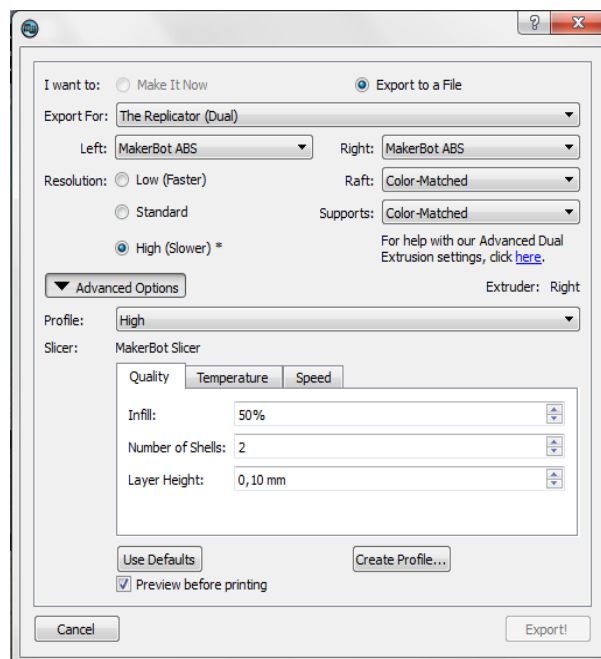 I want to: Make It Now Export to a File
Export For: The Replicator (Dual)
Left: MakerBot ABS Right: MakerBot ABS
Resolution: Low (Faster) Raft: Color-Matched
Standard Supports: Color-Matched
High (Slower) * For help with our Advanced Dual
Extrusion settings, click here.
Advanced Options Extruder: Right
Profile: High
Slicer: MakerBot Slicer
Quality Temperature Speed
Infill: 50%
Number of Shells: 2
Layer Height: 0,10 mm
Use Defaults Create Profile...
Preview before printing
Cancel Export!